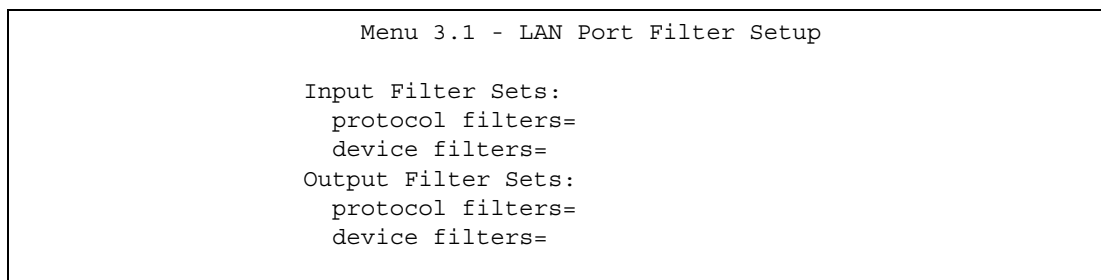 Menu 3.1 - LAN Port Filter Setup
Input Filter Sets:
protocol filters=
device filters=
Output Filter Sets:
protocol filters=
device filters=